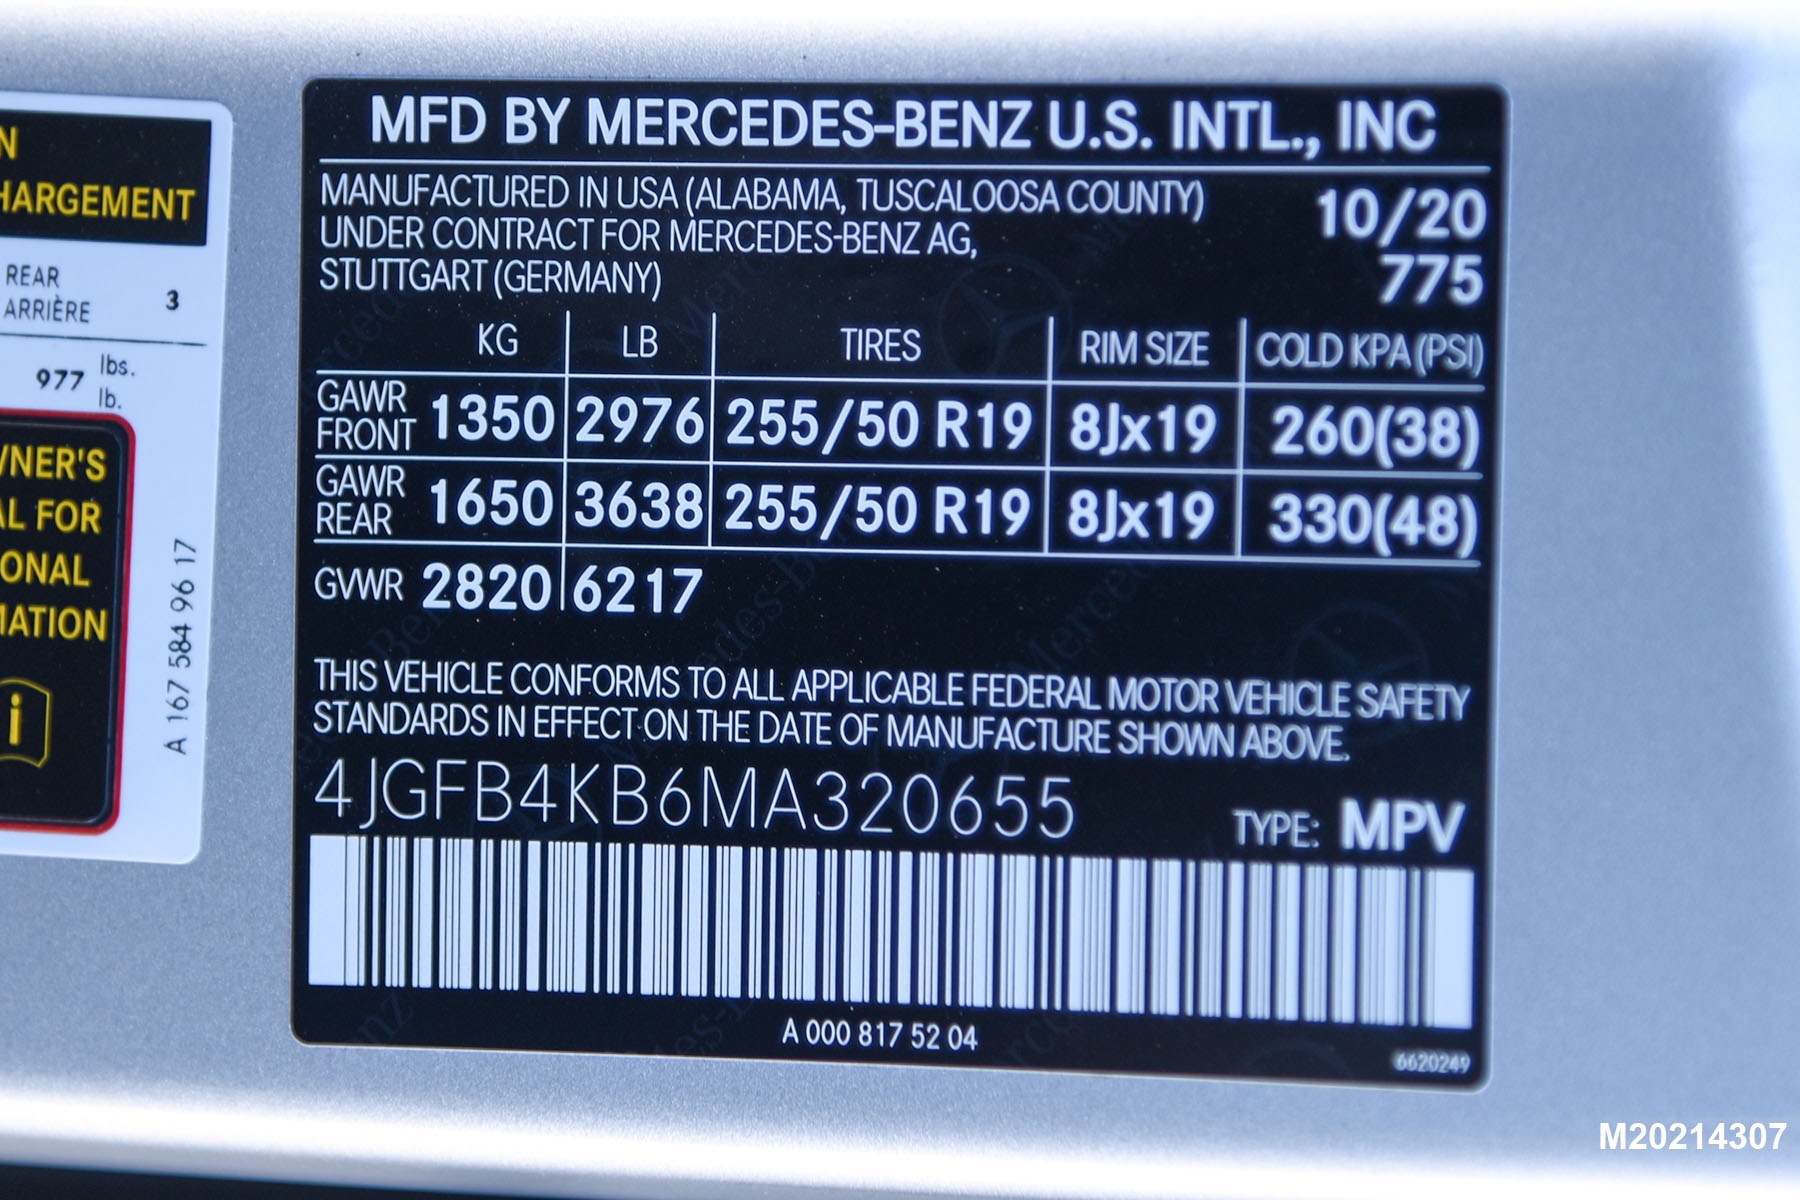 N
HARGEMENT
REAR
ARRIÈRE 3
977 lbs.
lb.
WNER'S
AL FOR
ONAL
MATION
i
A 167 584 96 17
MFD BY MERCEDES-BENZ U.S. INTL., INC
MANUFACTURED IN USA (ALABAMA, TUSCALOOSA COUNTY) 10/20
UNDER CONTRACT FOR MERCEDES-BENZ AG,
STUTTGART (GERMANY) 775
KG LB TIRES RIM SIZE COLD KPA (PSI)
GAWR FRONT 1350 2976 255/50 R19 8Jx19 260(38)
GAWR REAR 1650 3638 255/50 R19 8Jx19 330(48)
GVWR 2820 6217
THIS VEHICLE CONFORMS TO ALL APPLICABLE FEDERAL MOTOR VEHICLE SAFETY
STANDARDS IN EFFECT ON THE DATE OF MANUFACTURE SHOWN ABOVE.
4JGFB4KB6MA320655
TYPE: MPV
A 000 817 52 04
6620249
M20214307